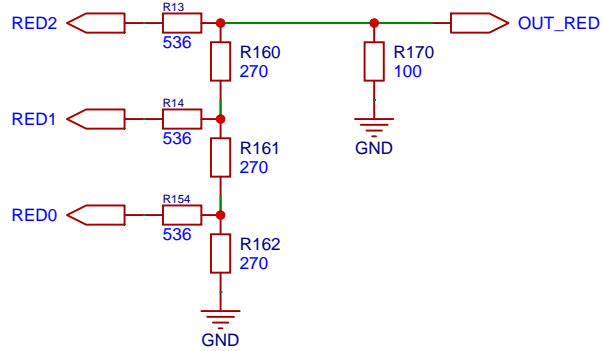 RED2
R13
536
OUT_RED
R160
270
R170
100
RED1
R14
536
GND
R161
270
RED0
R154
536
R162
270
GND